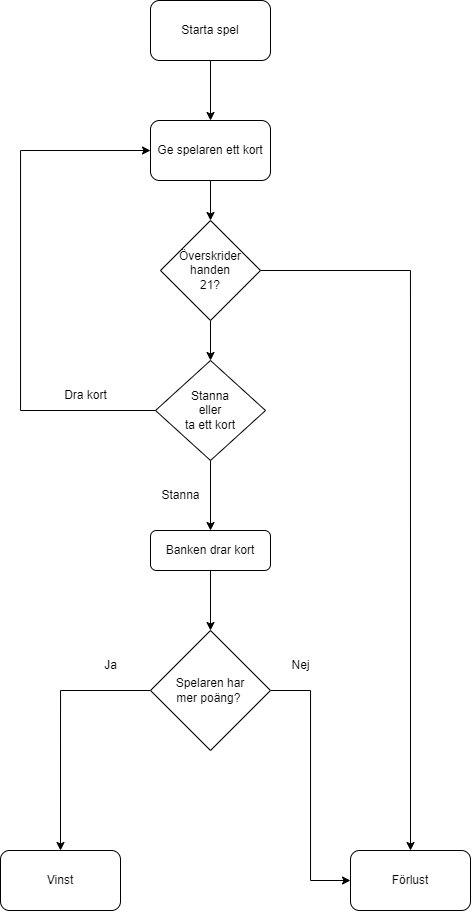 Starta spel
Ge spelaren ett kort
Överskrider
handen
21?
Dra kort
Stanna
eller
ta ett kort
Stanna
Banken drar kort
Ja
Nej
Spelaren har
mer poäng?
Vinst
Förlust